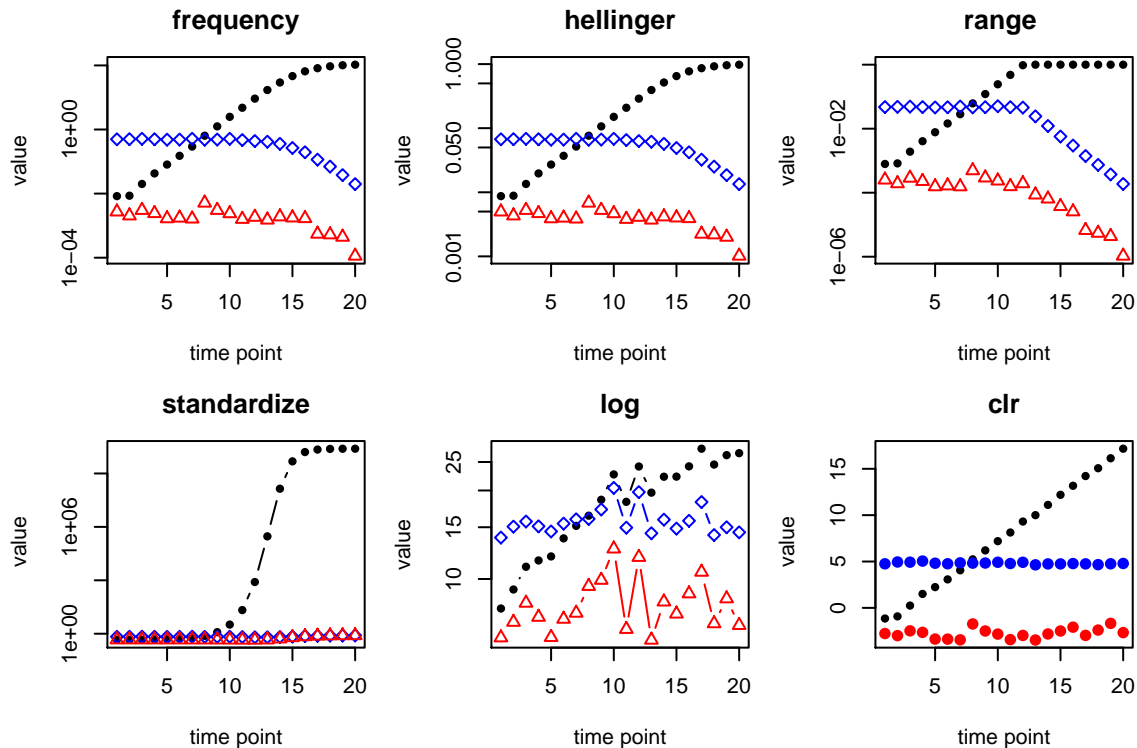 frequency
value
1e-04
1e+00
5
10
15
20
time point
hellinger
value
0.001
0.050
1.000
5
10
15
20
time point
range
value
1e-06
1e-02
5
10
15
20
time point
standardize
value
1e+00
1e+06
5
10
15
20
time point
log
value
10
15
25
5
10
15
20
time point
clr
value
0
5
10
15
5
10
15
20
time point